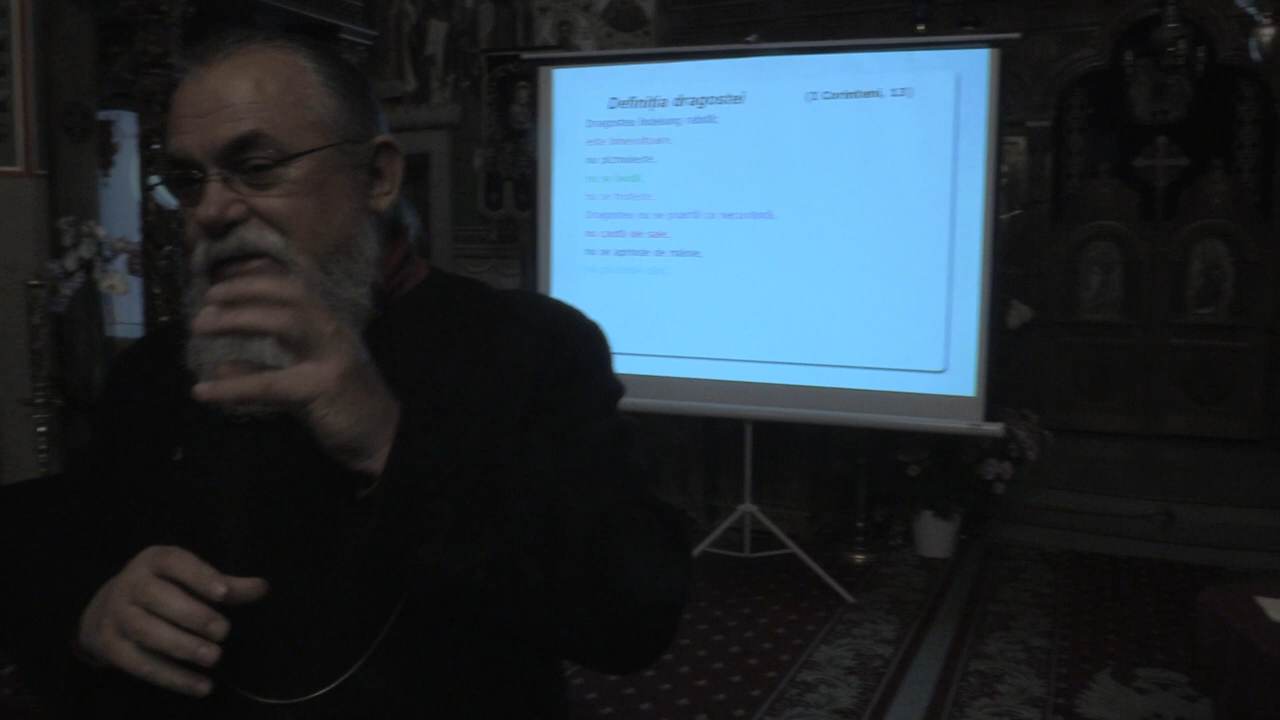 Definiția dragostei (I Corinteni, 13)
Dragostea îndelung rabdă;
este binevoitoare,
nu pizmuiește,
nu se laudă,
nu se trufește.
Dragostea nu se poartă cu necuviință,
nu caută ale sale,
nu se aprinde de mânie,